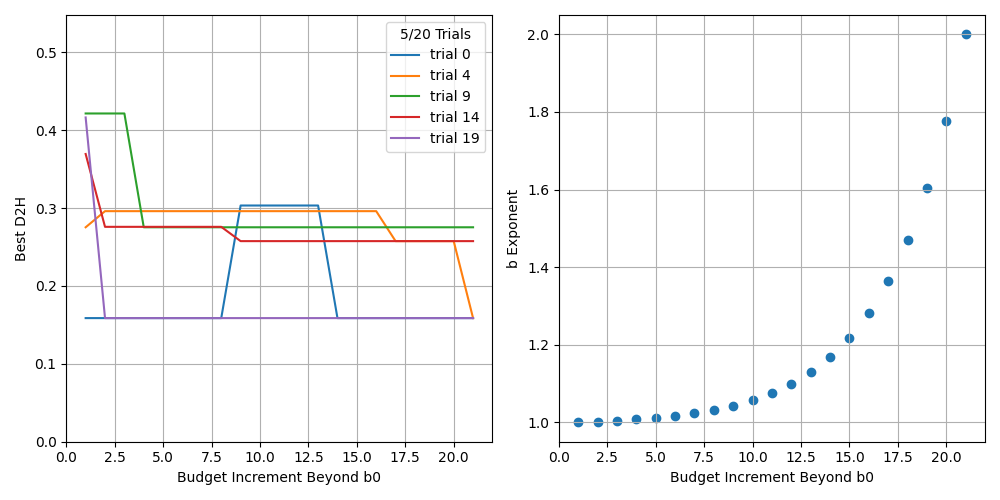 5/20 Trials
trial 0
trial 4
trial 9
trial 14
trial 19
0.5
0.4
0.3
0.2
0.1
0.0
Best D2H
0.0 2.5 5.0 7.5 10.0 12.5 15.0 17.5 20.0
Budget Increment Beyond b0
2.0
1.8
1.6
1.4
1.2
1.0
b Exponent
0.0 2.5 5.0 7.5 10.0 12.5 15.0 17.5 20.0
Budget Increment Beyond b0